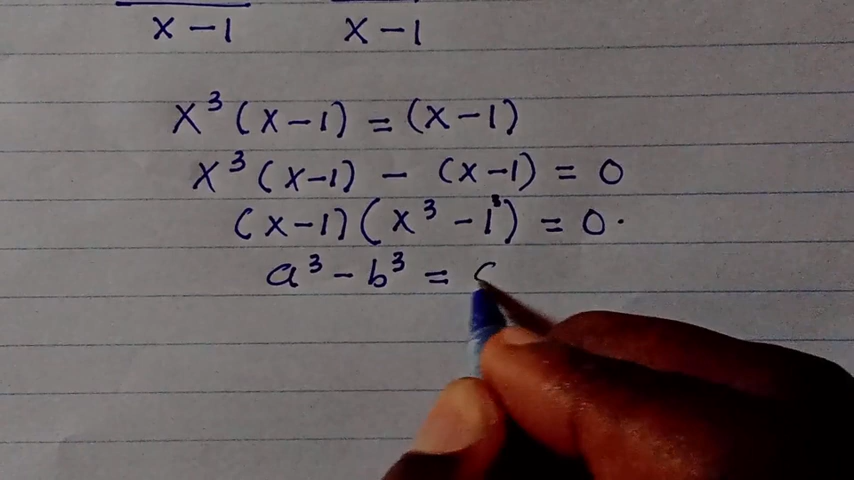 x-1 x-1
x³(x-1) = (x-1)
x³(x-1) - (x-1) = 0
(x-1)(x³-1³) = 0.
a³-b³ =